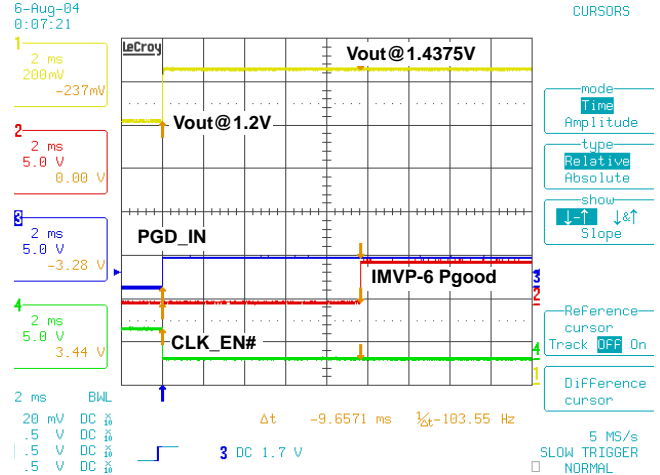 6-Aug-04
0:07:21
CURSORS
LeCroy
1
2 ms
200mV
-237mV
Vout@1.4375V
Vout@1.2V
mode
Time
Amplitude
2
2 ms
5.0 V
0.00 V
type
Relative
Absolute
show
↓-↑ ↓&↑
Slope
3
2 ms
5.0 V
-3.28 V
PGD_IN
IMVP-6 Pgood
3
2
4
2 ms
5.0 V
3.44 V
CLK_EN#
4
1
Reference
cursor
Track OFF On
Difference
cursor
2 ms BWL
20 mV DC
.5 V DC
.5 V DC
.5 V DC
Δt -9.6571 ms 1/Δt-103.55 Hz
3 DC 1.7 V
5 MS/s
SLOW TRIGGER
NORMAL